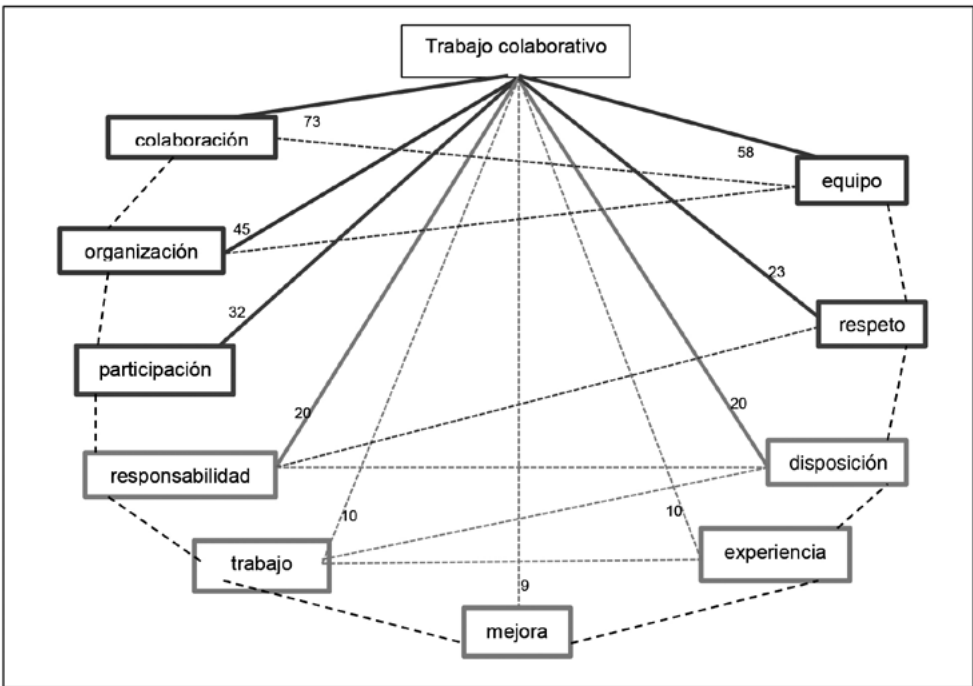 Trabajo colaborativo
73
colaboración
58
equipo
45
organización
23
32
respeto
participación
20
20
disposición
responsabilidad
10
10
experiencia
trabajo
9
mejora